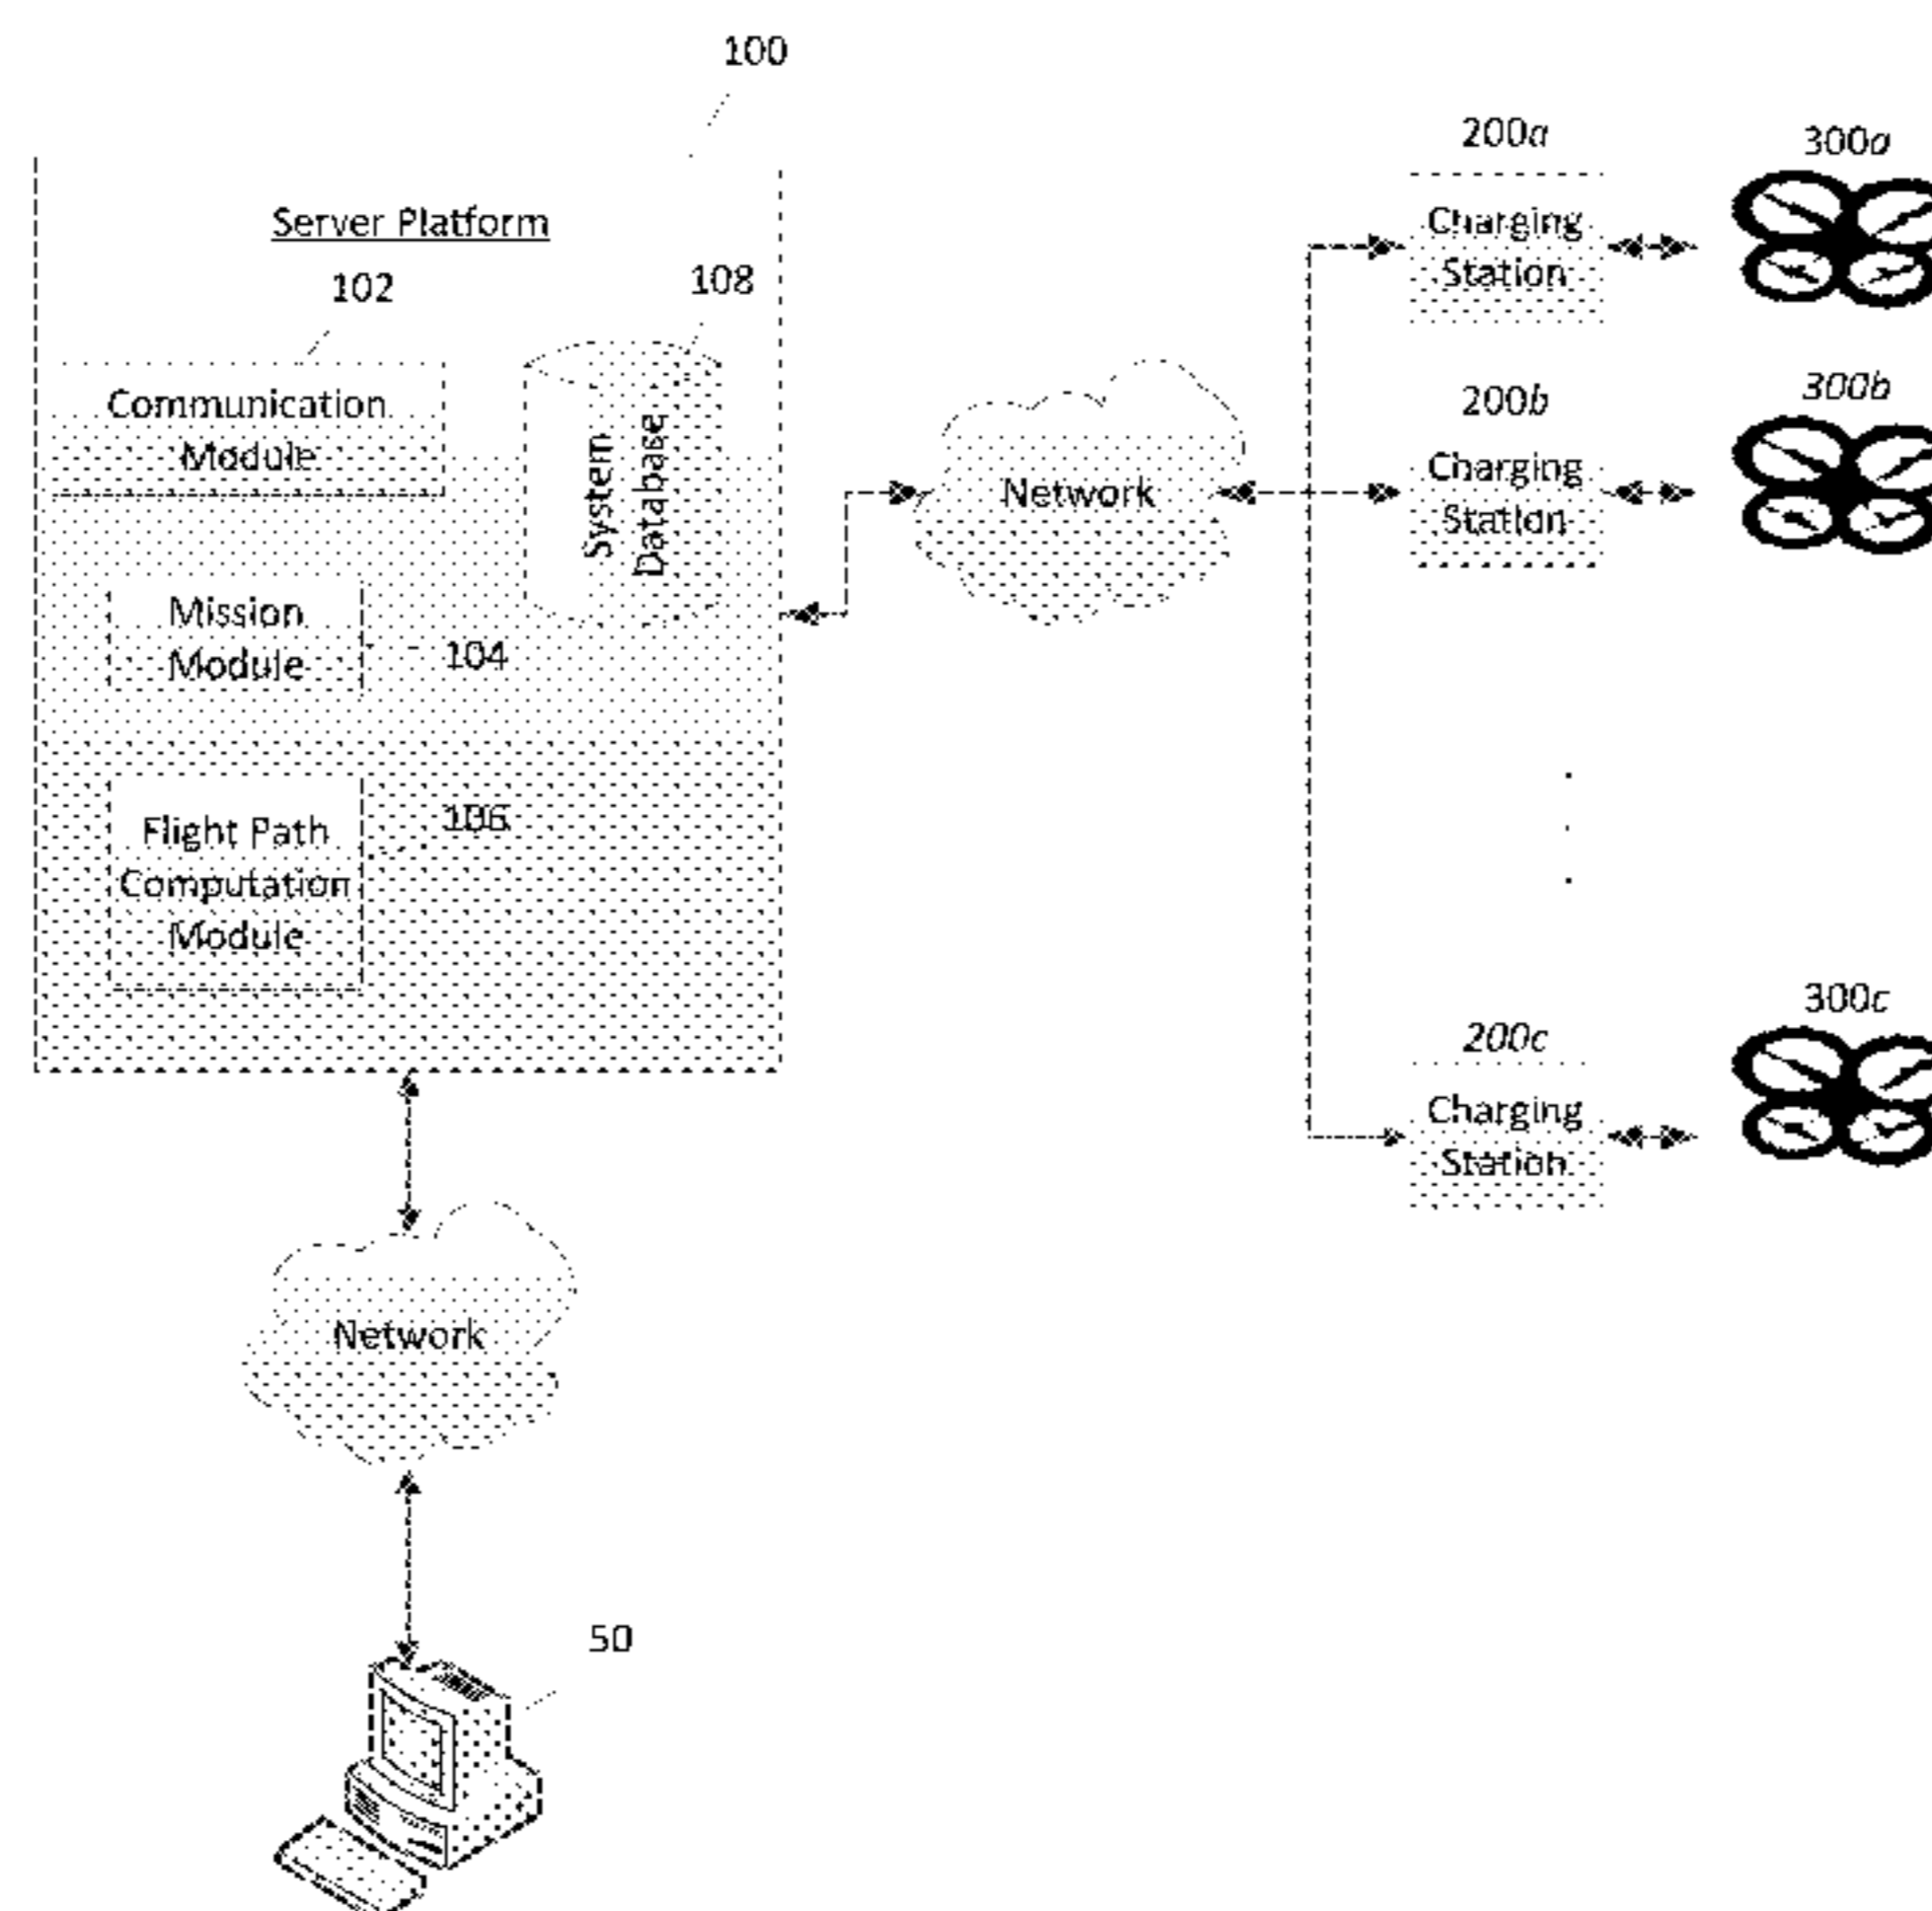 100
Server Platform
102
108
Communication
Module
System
Database
Mission
Module
104
Flight Path
Computation
Module
106
Network
200a
Charging
Station
300a
200b
Charging
Station
300b
200c
Charging
Station
300c
Network
50